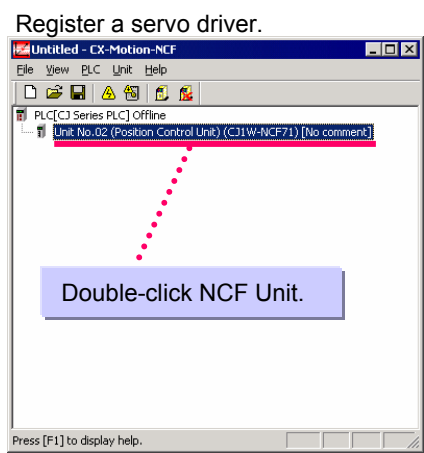 Register a servo driver.
Untitled - CX-Motion-NCF
File View PLC Unit Help
PLC[CJ Series PLC] Offline
Unit No.02 (Position Control Unit) (CJ1W-NCF71) [No comment]
Double-click NCF Unit.
Press [F1] to display help.